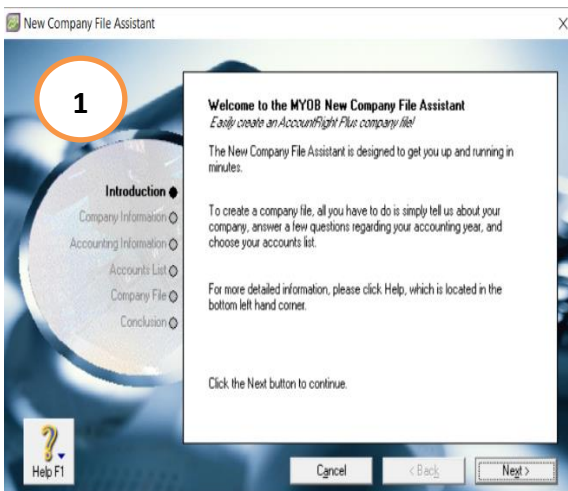 New Company File Assistant
X
1
Welcome to the MYOB New Company File Assistant
Easily create an AccountRight Plus company file!
The New Company File Assistant is designed to get you up and running in
minutes.
Introduction
Company Information
To create a company file, all you have to do is simply tell us about your
company, answer a few questions regarding your accounting year, and
choose your accounts list.
Accounting Information
Accounts List
Company File
Conclusion
For more detailed information, please click Help, which is located in the
bottom left hand corner.
Click the Next button to continue.
?
Help F1
Cancel
< Back
Next >